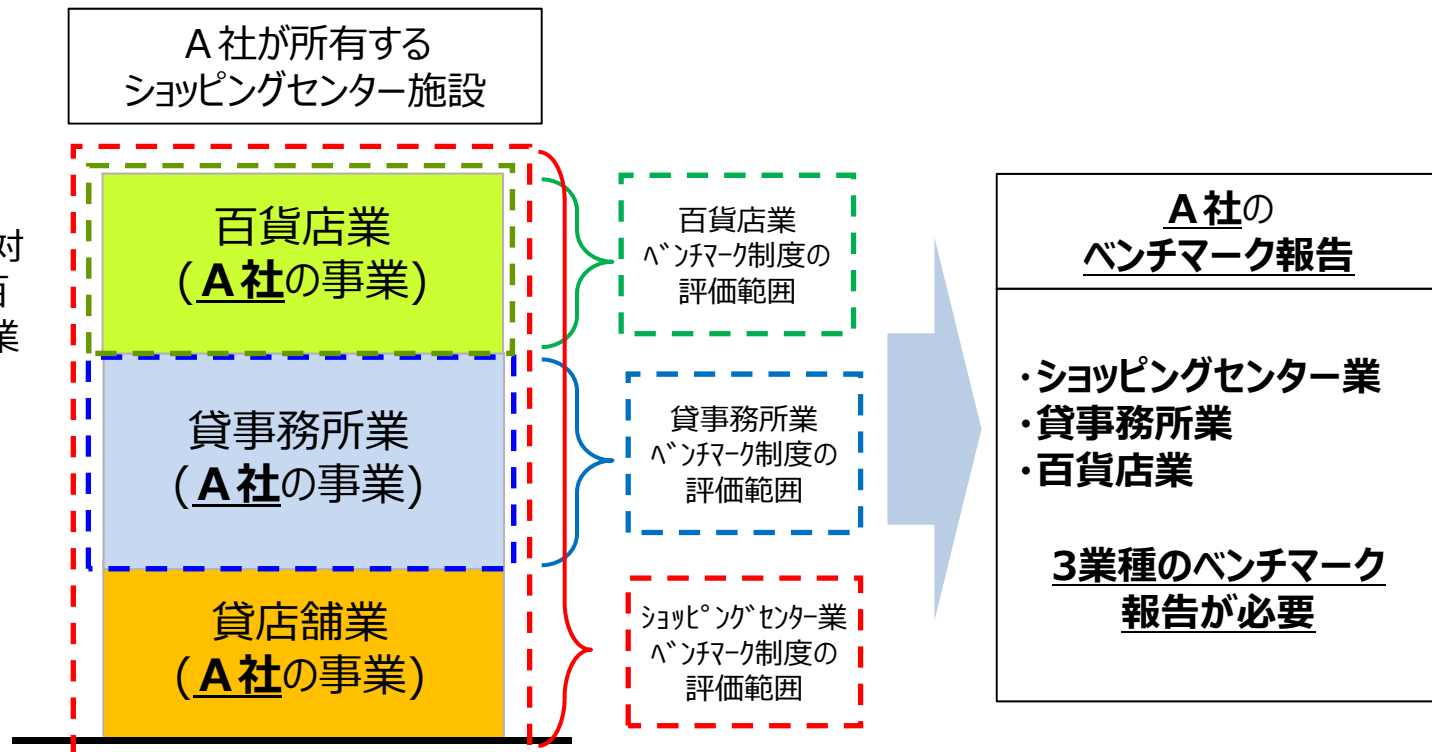 A社が所有する
ショッピングセンター施設
対
百
業
百貨店業
(A社の事業)
貸事務所業
(A社の事業)
貸店舗業
(A社の事業)
百貨店業
ﾍﾞﾝﾁﾏｰｸ制度の
評価範囲
貸事務所業
ﾍﾞﾝﾁﾏｰｸ制度の
評価範囲
ｼｮｯﾋﾟﾝｸﾞｾﾝﾀｰ業
ﾍﾞﾝﾁﾏｰｸ制度の
評価範囲
A社の
ベンチマーク報告
・ショッピングセンター業
・貸事務所業
・百貨店業
3業種のベンチマーク
報告が必要